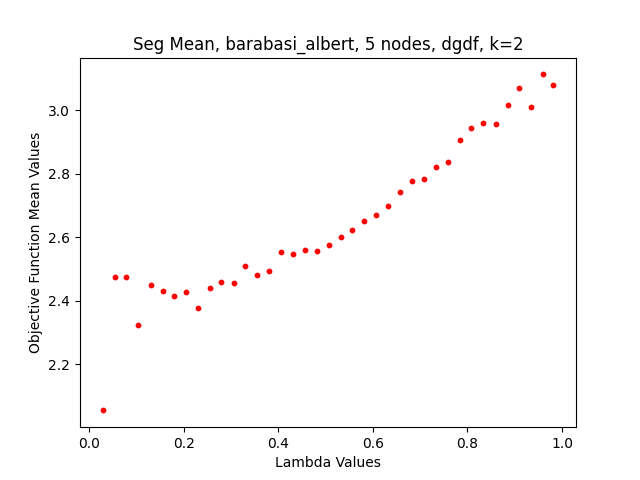 Seg Mean, barabasi_albert, 5 nodes, dgdf, k=2
Objective Function Mean Values
3.0
2.8
2.6
2.4
2.2
0.0 0.2 0.4 0.6 0.8 1.0
Lambda Values